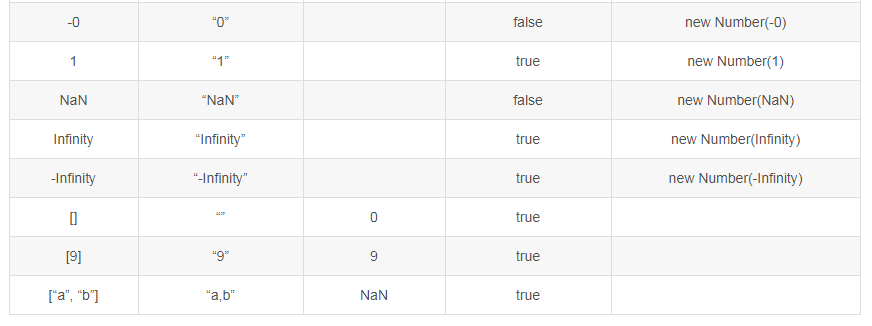 -0 “0” false new Number(-0)
1 “1” true new Number(1)
NaN “NaN” false new Number(NaN)
Infinity “Infinity” true new Number(Infinity)
-Infinity “-Infinity” true new Number(-Infinity)
[] “” 0 true
[9] “9” 9 true
[“a”, “b”] “a,b” NaN true